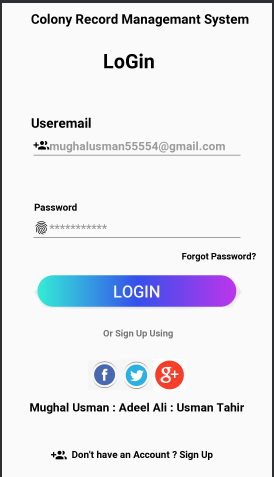 Colony Record Managemant System
LoGin
Useremail
mughalusman55554@gmail.com
Password
***********
Forgot Password?
LOGIN
Or Sign Up Using
f
g+
Mughal Usman : Adeel Ali : Usman Tahir
Don't have an Account ? Sign Up